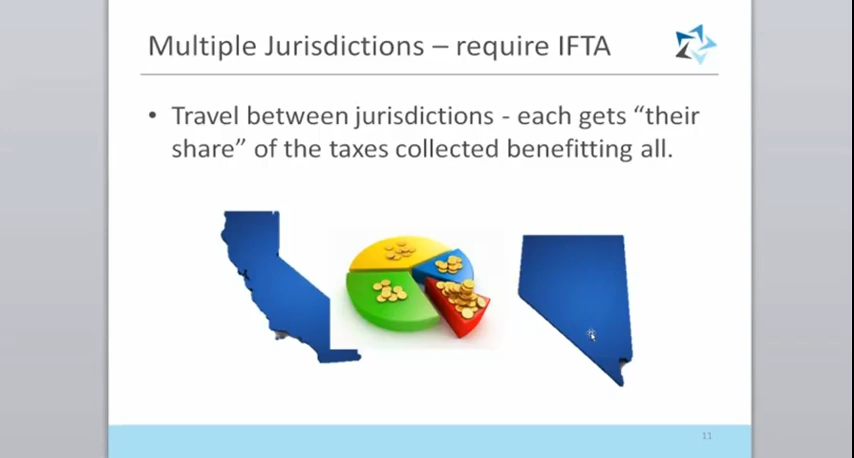 Multiple Jurisdictions – require IFTA
• Travel between jurisdictions - each gets “their
share” of the taxes collected benefitting all.
11